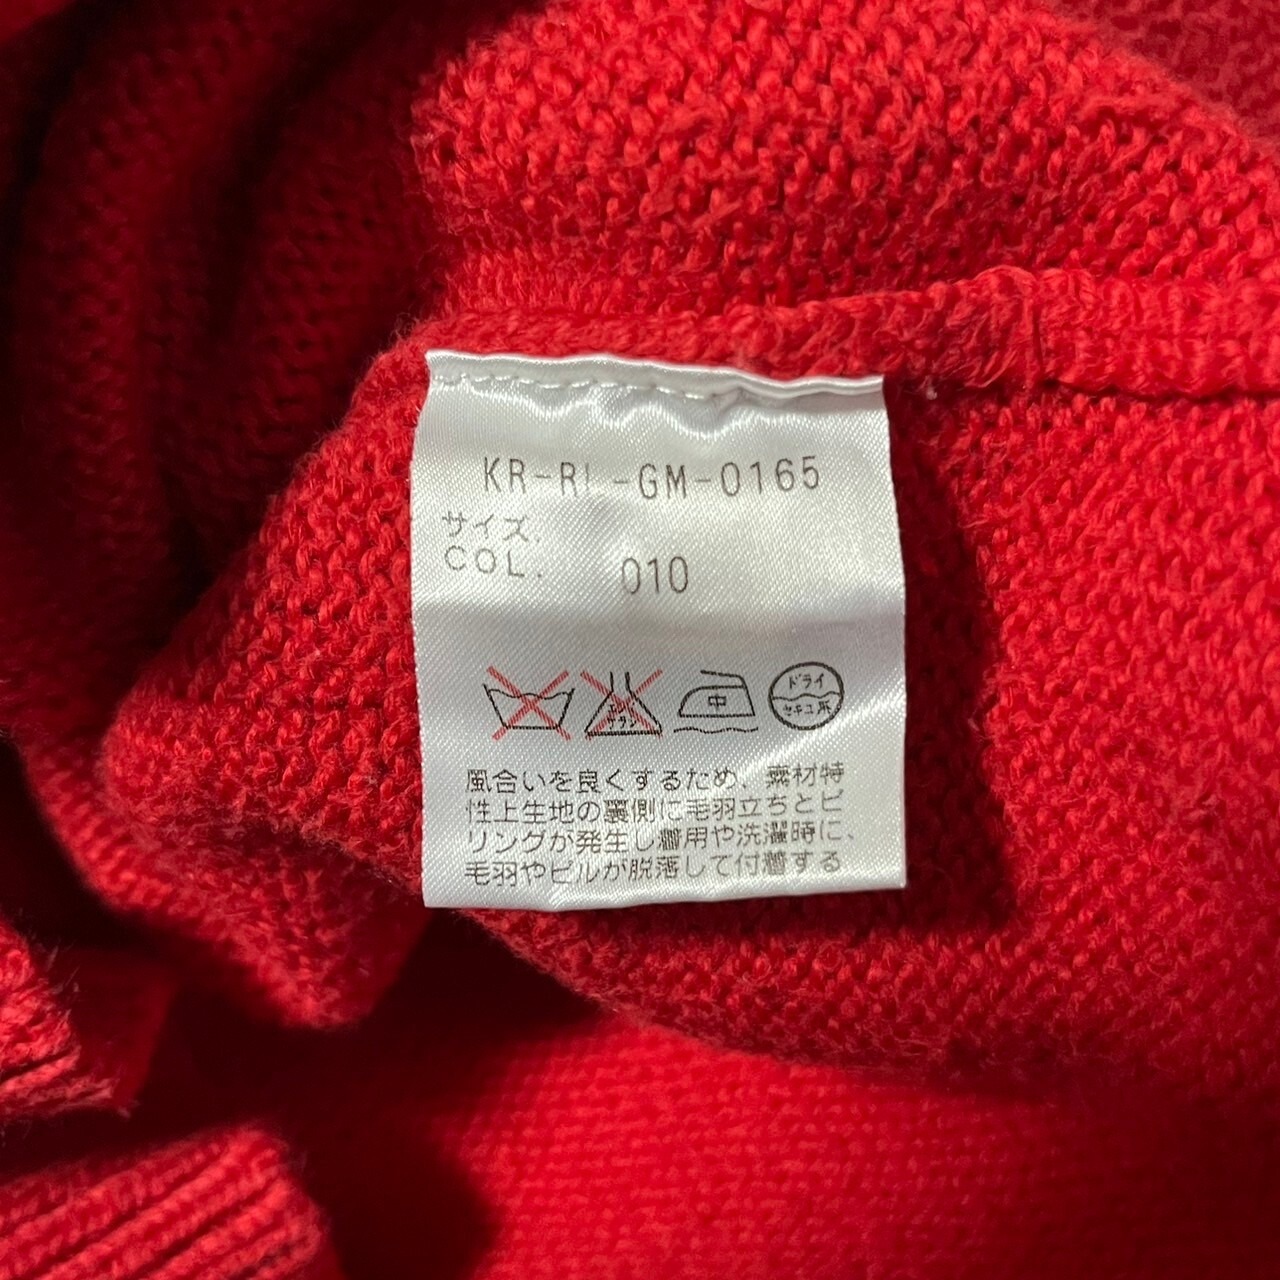 KR-RL-GM-0165
サイズ.
COL. 010
中
ドライ
セキユ系
風合いを良くするため、素材特
性上生地の裏側に毛羽立ちとピ
リングが発生し着用や洗濯時に、
毛羽やピルが脱落して付着する